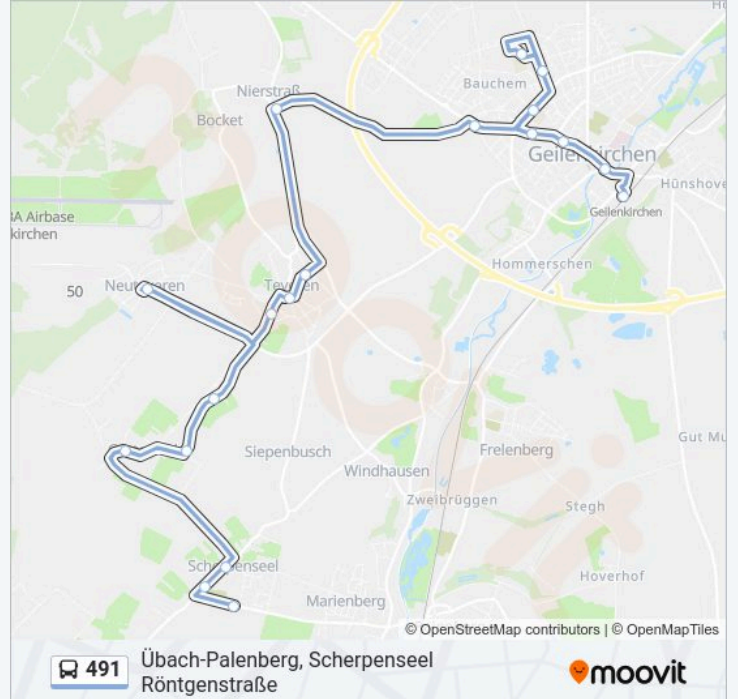 Nierstraß
Bocket
Bauchem
Geilenkirchen
Hünshove
Geilenkirchen
BA Airbase
kirchen
Hommerschen
50
Teveren
Siepenbusch
Frelenberg
Gut Mu
Windhausen
Zweibrüggen
Stegh
Hoverhof
Scherpenseel
Marienberg
© OpenStreetMap contributors | © OpenMapTiles
491
Übach-Palenberg, Scherpenseel
Röntgenstraße
moovit